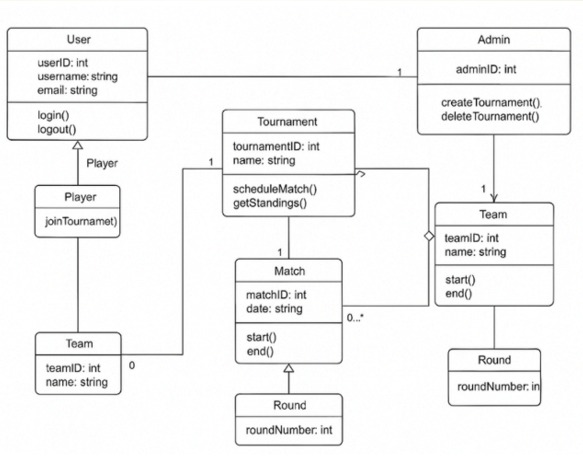 User
userID: int
username: string
email: string
login()
logout()
Admin
adminID: int
createTournament().
deleteTournament()
1
Player
Player
joinTournamet)
Tournament
tournamentID: int
name: string
scheduleMatch()
getStandings()
1
1
Team
teamID: int
name: string
start()
end()
1
Match
matchID: int
date: string
start()
end()
0...*
Team
teamID: int
name: string
0
Round
roundNumber: int
Round
roundNumber: in